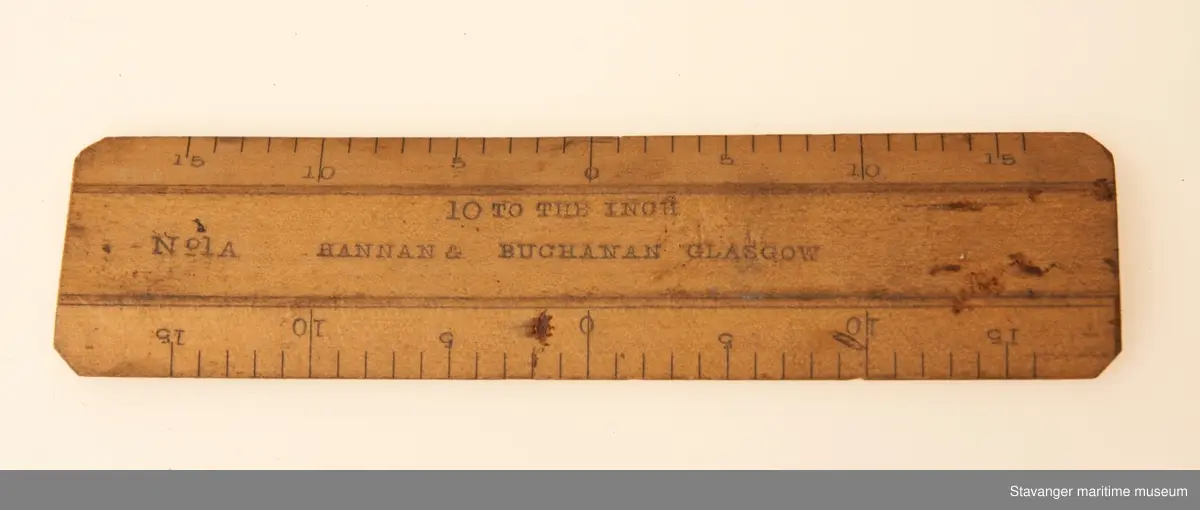 15 10 5 0 5 10 15
10 TO THE INCH
No1A HANNAN & BUCHANAN GLASGOW
15 10 5 0 5 10 15
Stavanger maritime museum